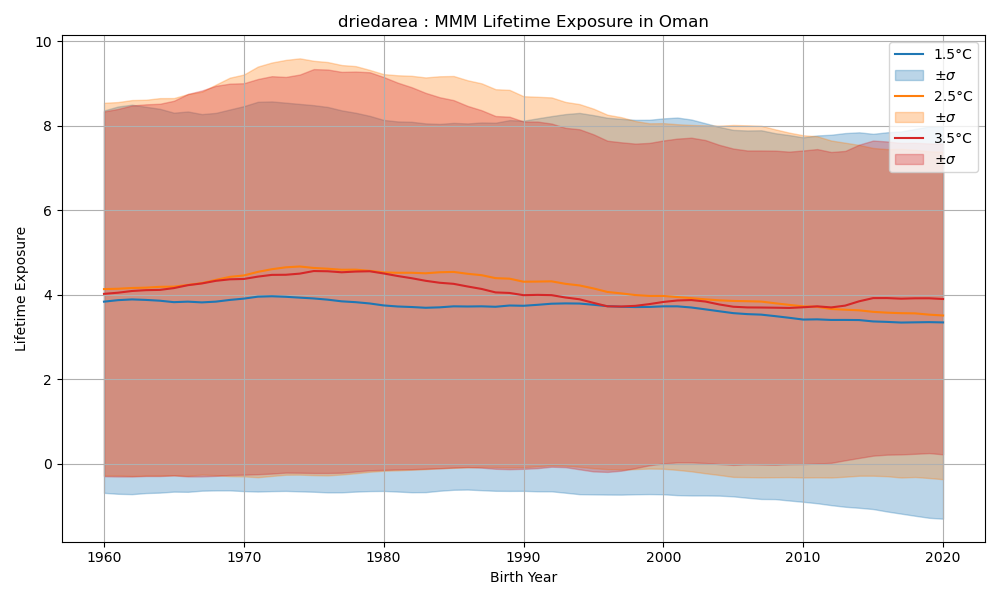 driedarea : MMM Lifetime Exposure in Oman
10
8
6
4
2
0
Lifetime Exposure
1.5°C
±σ
2.5°C
±σ
3.5°C
±σ
1960 1970 1980 1990 2000 2010 2020
Birth Year